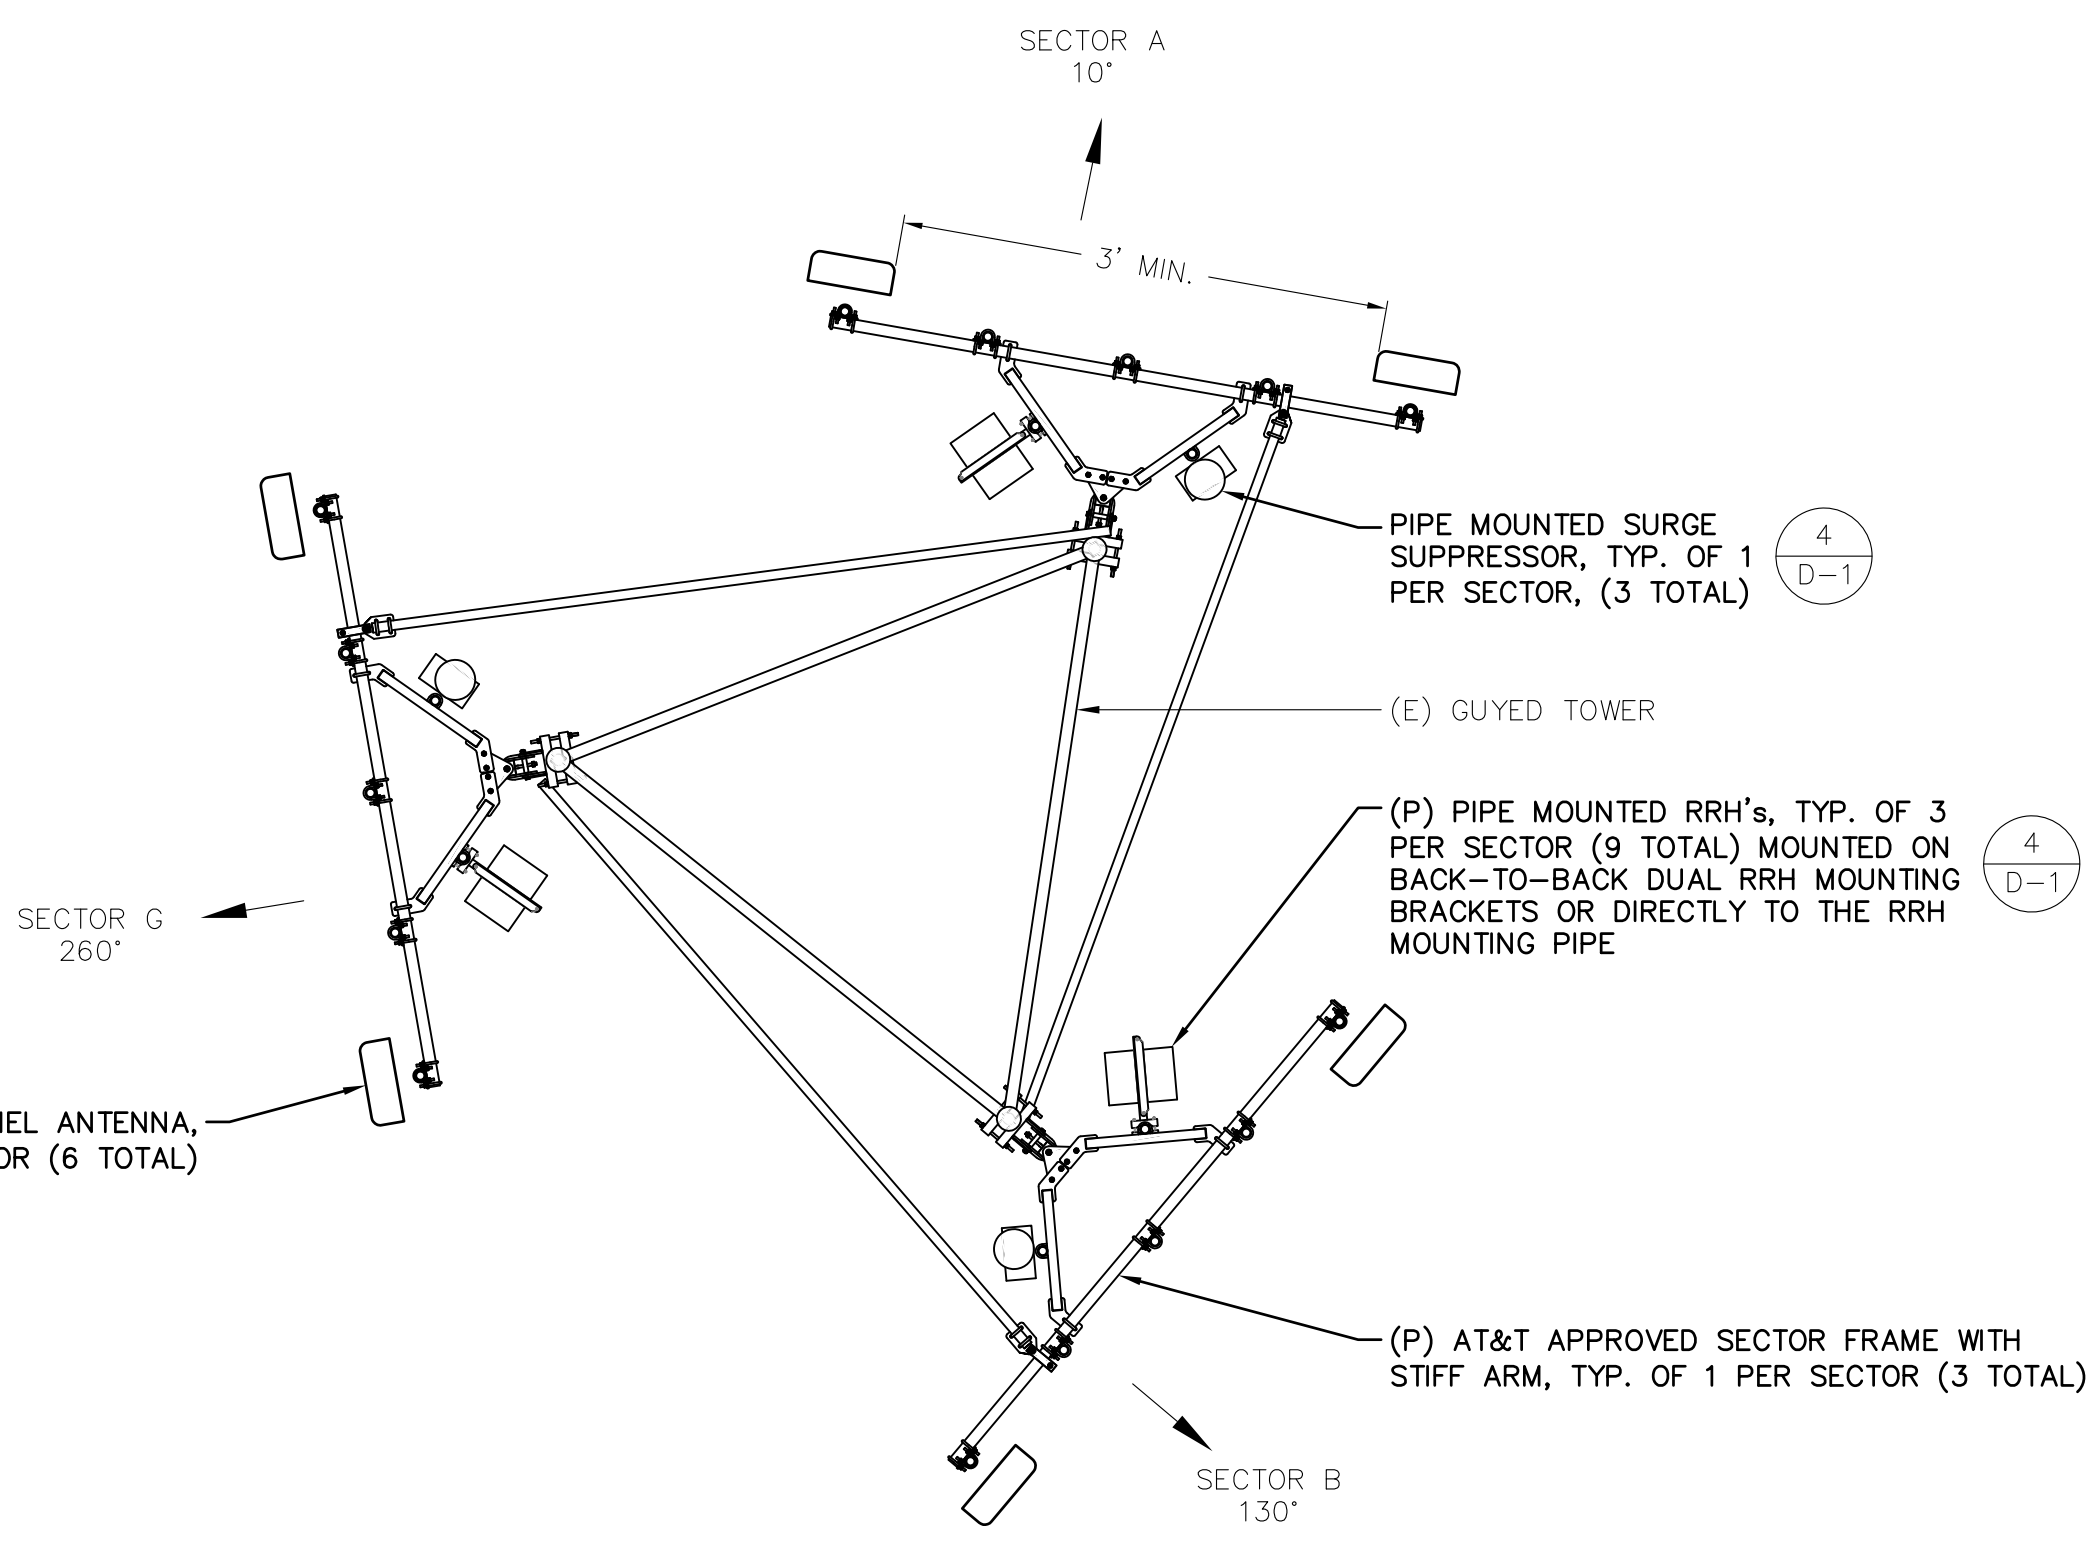 SECTOR A
10°
3' MIN.
PIPE MOUNTED SURGE
SUPPRESSOR, TYP. OF 1
PER SECTOR, (3 TOTAL)
4
D-1
(E) GUYED TOWER
(P) PIPE MOUNTED RRH's, TYP. OF 3
PER SECTOR (9 TOTAL) MOUNTED ON
BACK-TO-BACK DUAL RRH MOUNTING
BRACKETS OR DIRECTLY TO THE RRH
MOUNTING PIPE
4
D-1
SECTOR G
260°
ANTENNA,
(6 TOTAL)
(P) AT&T APPROVED SECTOR FRAME WITH
STIFF ARM, TYP. OF 1 PER SECTOR (3 TOTAL)
SECTOR B
130°